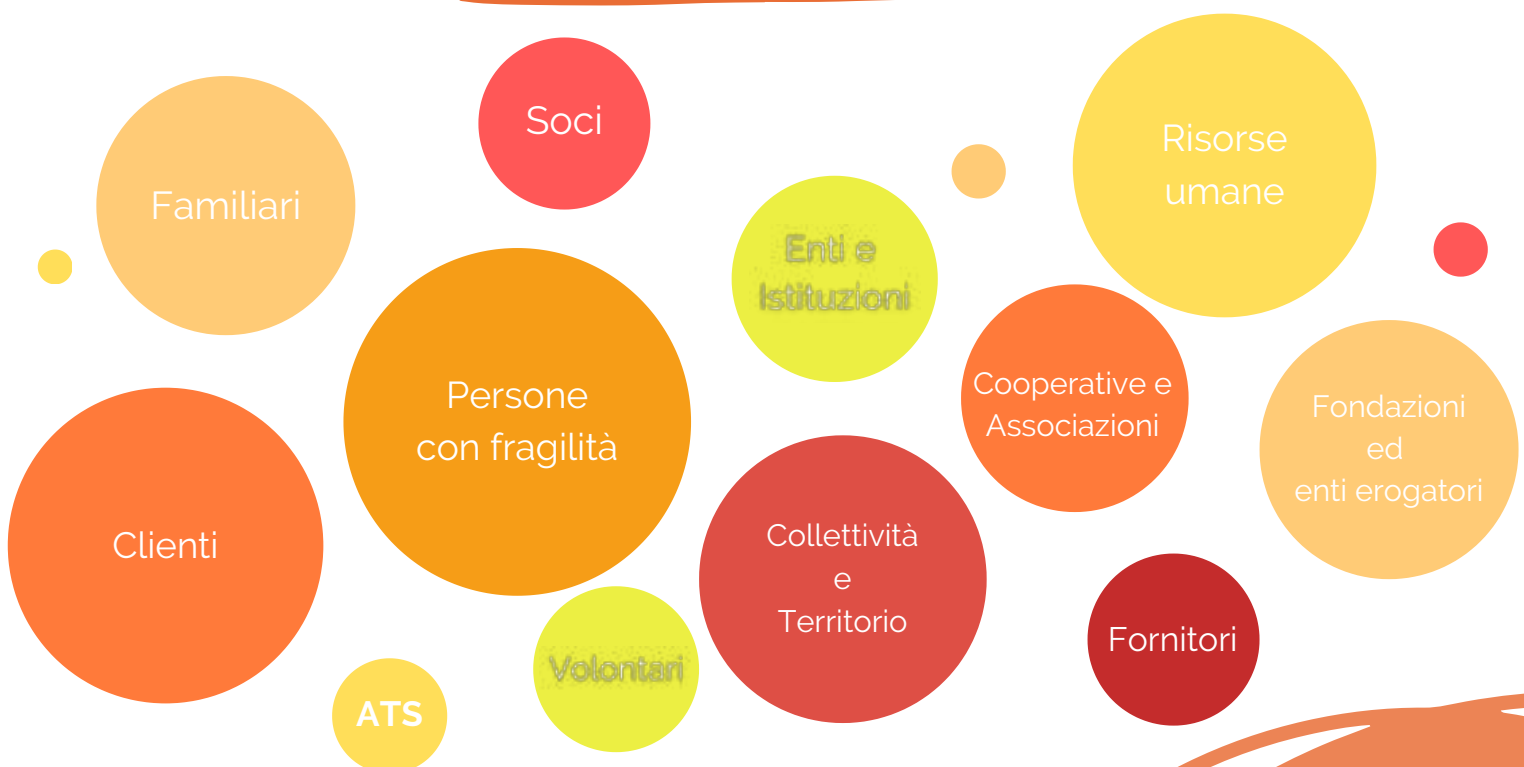 Soci
Risorse
umane
Familiari
Enti e
Istituzioni
Persone
con fragilità
Cooperative e
Associazioni
Fondazioni
ed
enti erogatori
Clienti
Collettività
e
Territorio
Fornitori
Volontari
ATS